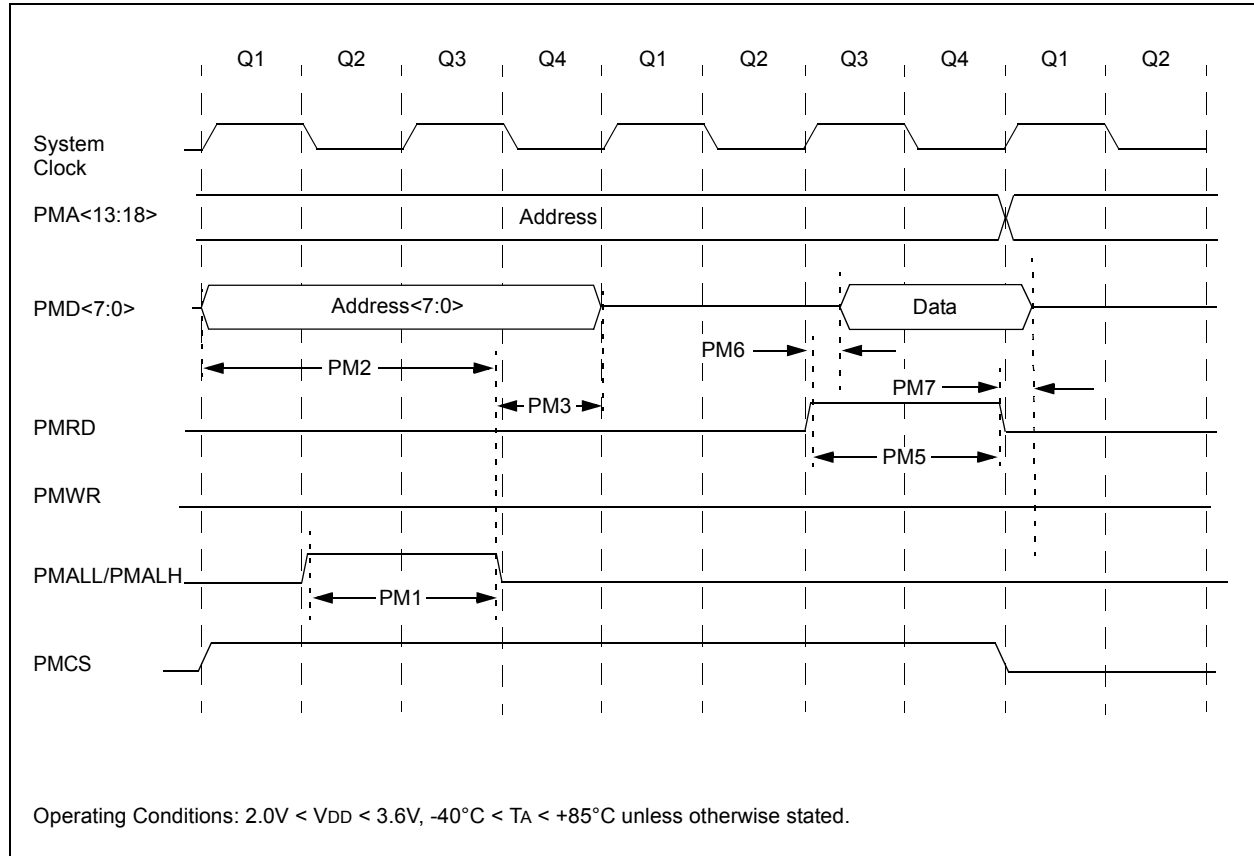 Q1 Q2 Q3 Q4 Q1 Q2 Q3 Q4 Q1 Q2
System
Clock
PMA<13:18>
Address
PMD<7:0>
Address<7:0>
Data
PM6
PM2
PM7
PM3
PMRD
PM5
PMWR
PMALL/PMALH
PM1
PMCS
Operating Conditions: 2.0V < VDD < 3.6V, -40°C < TA < +85°C unless otherwise stated.